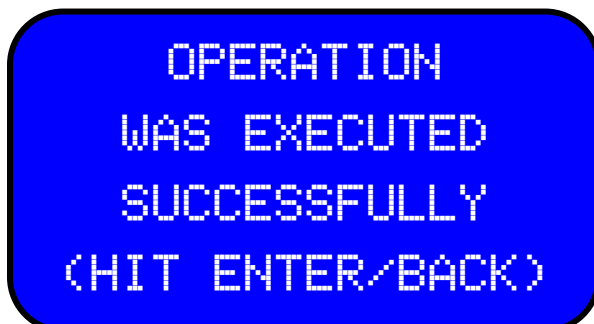 OPERATION
WAS EXECUTED
SUCCESSFULLY
(HIT ENTER/BACK)